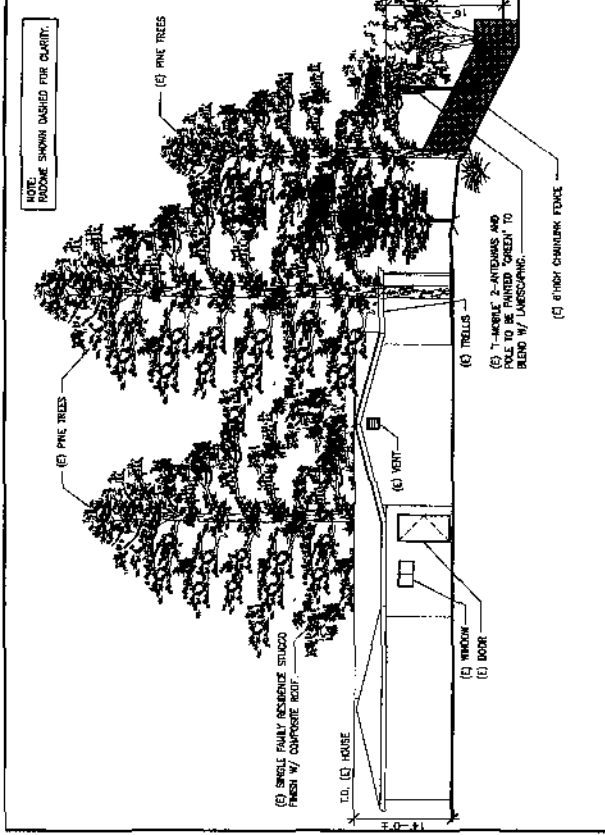 NOTE:
RADOME SHOWN DASHED FOR CLARITY.
(E) PINE TREES
(E) PINE TREES
16'-
(E) SINGLE FAMILY RESIDENCE STUCCO
FINISH W/ COMPOSITE ROOF.
T.O. (E) HOUSE
14'-0"±
(E) VENT
(E) TRELLIS
(E) "T-MOBILE" 2-ANTENNAS AND
POLE TO BE PAINTED "GREEN" TO
BLEND W/ LANDSCAPING.
(E) 6'HIGH CHAINLINK FENCE
(E) WINDOW
(E) DOOR